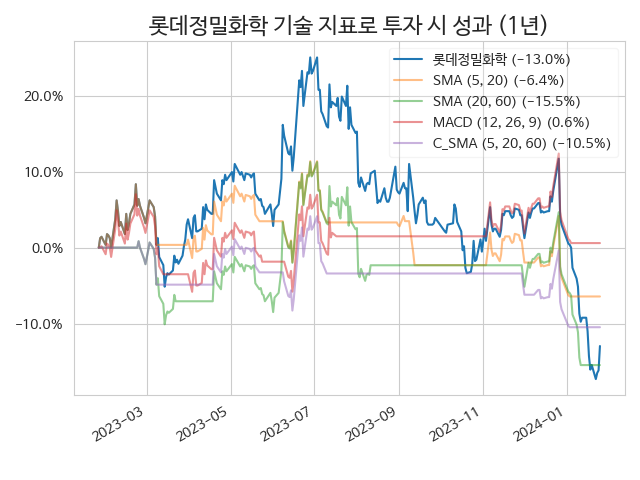 롯데정밀화학 기술 지표로 투자 시 성과 (1년)
롯데정밀화학 (−13.0%)
SMA (5, 20) (−6.4%)
SMA (20, 60) (−15.5%)
MACD (12, 26, 9) (0.6%)
C_SMA (5, 20, 60) (−10.5%)
20.0%
10.0%
0.0%
−10.0%
2023−03
2023−05
2023−07
2023−09
2023−11
2024−01